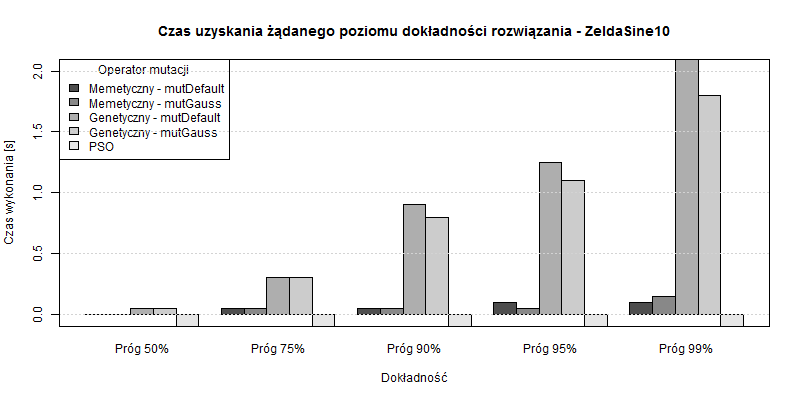 Czas uzyskania żądanego poziomu dokładności rozwiązania - ZeldaSine10
Operator mutacji
Memetyczny - mutDefault
Memetyczny - mutGauss
Genetyczny - mutDefault
Genetyczny - mutGauss
PSO
Czas wykonania [s]
2.0
1.5
1.0
0.5
0.0
Próg 50% Próg 75% Próg 90% Próg 95% Próg 99%
Dokładność